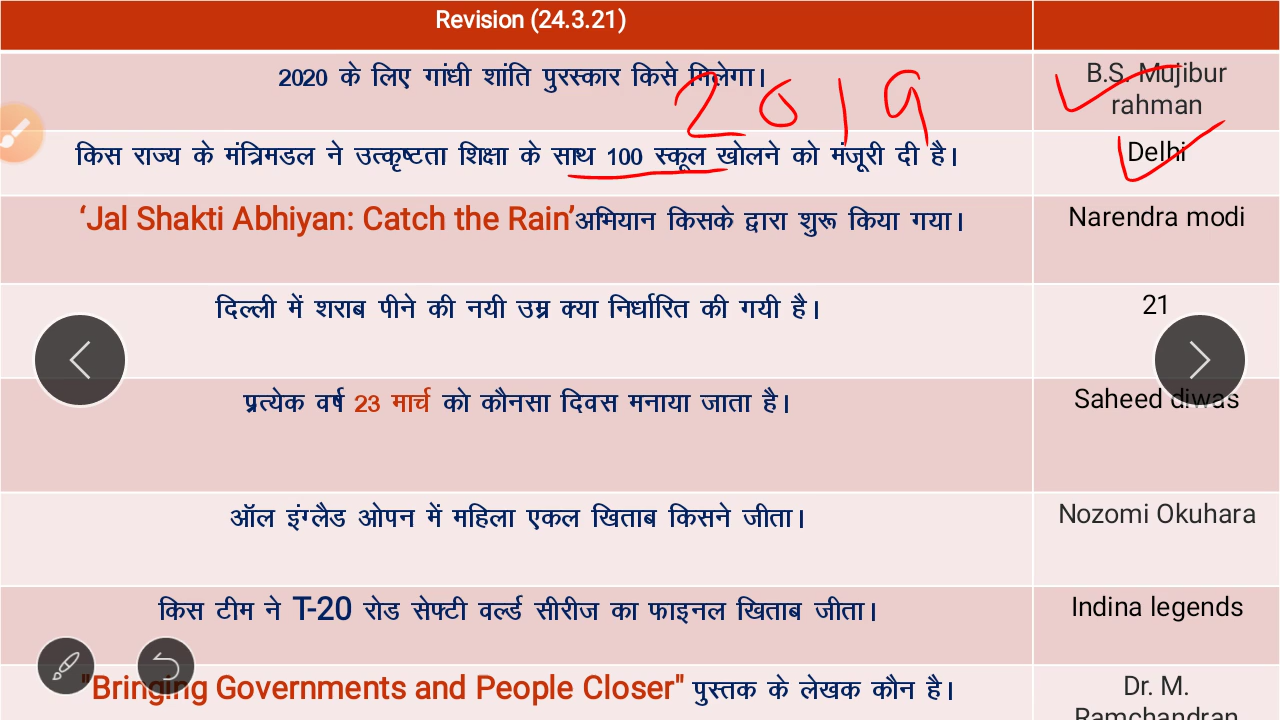 Revision (24.3.21)
2020 के लिए गांधी शांति पुरस्कार किसे मिलेगा।
B.S. Mujibur
rahman
2019
किस राज्य के मंत्रिमडल ने उत्कृष्टता शिक्षा के साथ 100 स्कूल खोलने को मंजूरी दी है।
Delhi
‘Jal Shakti Abhiyan: Catch the Rain’अभियान किसके द्वारा शुरू किया गया।
Narendra modi
दिल्ली में शराब पीने की नयी उम्र क्या निर्धारित की गयी है।
21
प्रत्येक वर्ष 23 मार्च को कौनसा दिवस मनाया जाता है।
Saheed diwas
ऑल इंग्लैड ओपन में महिला एकल खिताब किसने जीता।
Nozomi Okuhara
किस टीम ने T-20 रोड सेफ्टी वर्ल्ड सीरीज का फाइनल खिताब जीता।
Indina legends
"Bringing Governments and People Closer" पुस्तक के लेखक कौन है।
Dr. M.
Ramchandran